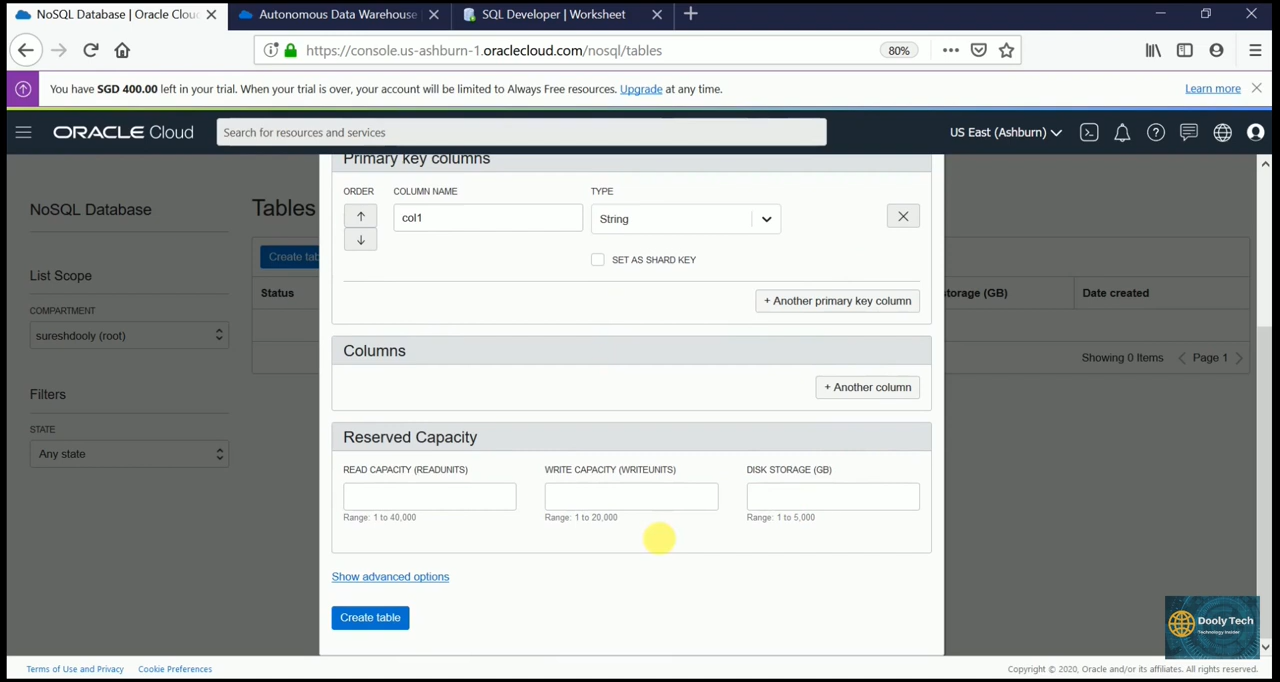 NoSQL Database | Oracle Clou
Autonomous Data Warehouse
SQL Developer | Worksheet
https://console.us-ashburn-1.oraclecloud.com/nosql/tables
80%
You have SGD 400.00 left in your trial. When your trial is over, your account will be limited to Always Free resources. Upgrade at any time.
Learn more
ORACLE Cloud
Search for resources and services
US East (Ashburn)
NoSQL Database
List Scope
COMPARTMENT
sureshdooly (root)
Filters
STATE
Any state
Tables
Create tab
Status
torage (GB)
Date created
Showing 0 Items
Page 1
Primary key columns
ORDER
COLUMN NAME
TYPE
col1
String
SET AS SHARD KEY
+ Another primary key column
Columns
+ Another column
Reserved Capacity
READ CAPACITY (READUNITS)
WRITE CAPACITY (WRITEUNITS)
DISK STORAGE (GB)
Range: 1 to 40,000
Range: 1 to 20,000
Range: 1 to 5,000
Show advanced options
Create table
Dooly Tech
Technology Insider
Terms of Use and Privacy
Cookie Preferences
Copyright © 2020, Oracle and/or its affiliates. All rights reserved.